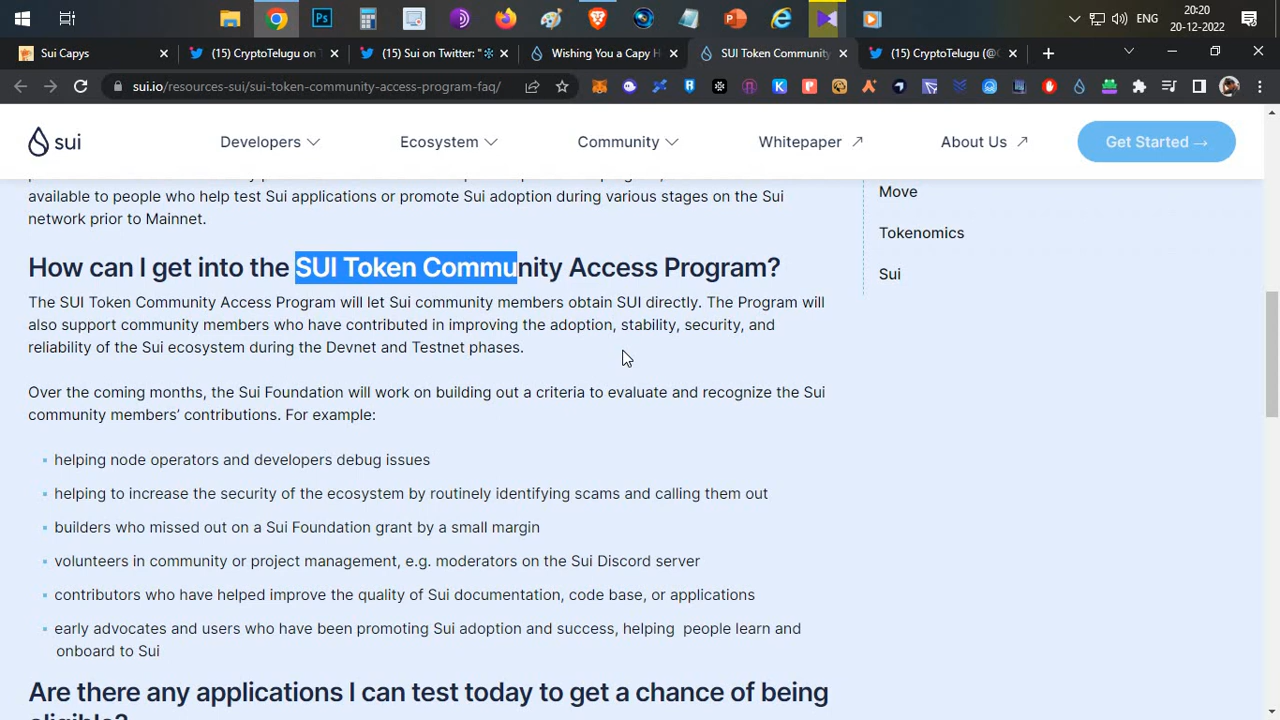 20:20
ENG
20-12-2022
Sui Capys
(15) CryptoTelugu on T
(15) Sui on Twitter: "
Wishing You a Capy H
SUI Token Community
(15) CryptoTelugu (@C
sui.io/resources-sui/sui-token-community-access-program-faq/
sui
Developers
Ecosystem
Community
Whitepaper ↗
About Us ↗
Get Started →
available to people who help test Sui applications or promote Sui adoption during various stages on the Sui
network prior to Mainnet.
Move
Tokenomics
Sui
How can I get into the SUI Token Community Access Program?
The SUI Token Community Access Program will let Sui community members obtain SUI directly. The Program will
also support community members who have contributed in improving the adoption, stability, security, and
reliability of the Sui ecosystem during the Devnet and Testnet phases.
Over the coming months, the Sui Foundation will work on building out a criteria to evaluate and recognize the Sui
community members’ contributions. For example:
helping node operators and developers debug issues
helping to increase the security of the ecosystem by routinely identifying scams and calling them out
builders who missed out on a Sui Foundation grant by a small margin
volunteers in community or project management, e.g. moderators on the Sui Discord server
contributors who have helped improve the quality of Sui documentation, code base, or applications
early advocates and users who have been promoting Sui adoption and success, helping people learn and
onboard to Sui
Are there any applications I can test today to get a chance of being
eligible?